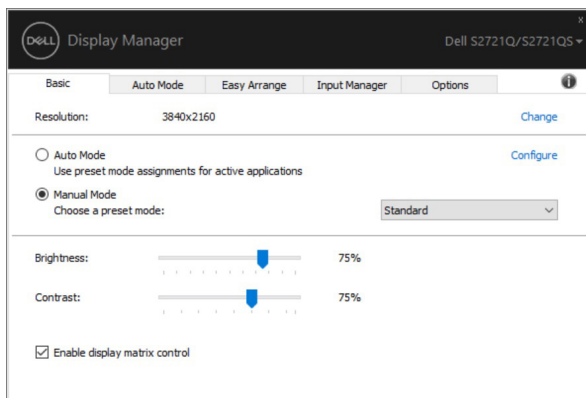 x
DELL Display Manager Dell S2721Q/S2721QS
Basic Auto Mode Easy Arrange Input Manager Options i
Resolution: 3840x2160 Change
Auto Mode Configure
Use preset mode assignments for active applications
Manual Mode
Choose a preset mode: Standard
Brightness: 75%
Contrast: 75%
Enable display matrix control